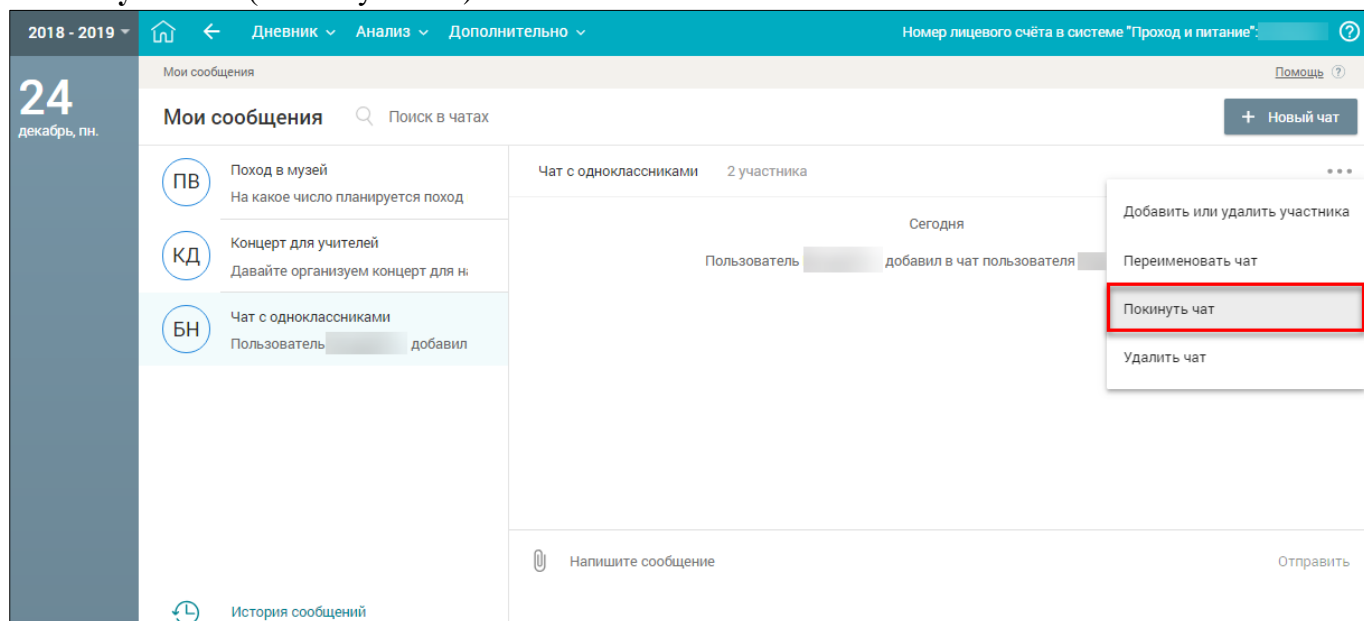 2018 - 2019 Дневник Анализ Дополнительно Номер лицевого счёта в системе "Проход и питание":
24
декабрь, пн.
Мои сообщения Помощь
Мои сообщения Поиск в чатах + Новый чат
ПВ
Поход в музей
На какое число планируется поход
КД
Концерт для учителей
Давайте организуем концерт для
БН
Чат с одноклассниками
Пользователь добавил
История сообщений
Чат с одноклассниками 2 участника
Сегодня
Пользователь добавил в чат пользователя
Добавить или удалить участника
Переименовать чат
Покинуть чат
Удалить чат
Напишите сообщение Отправить